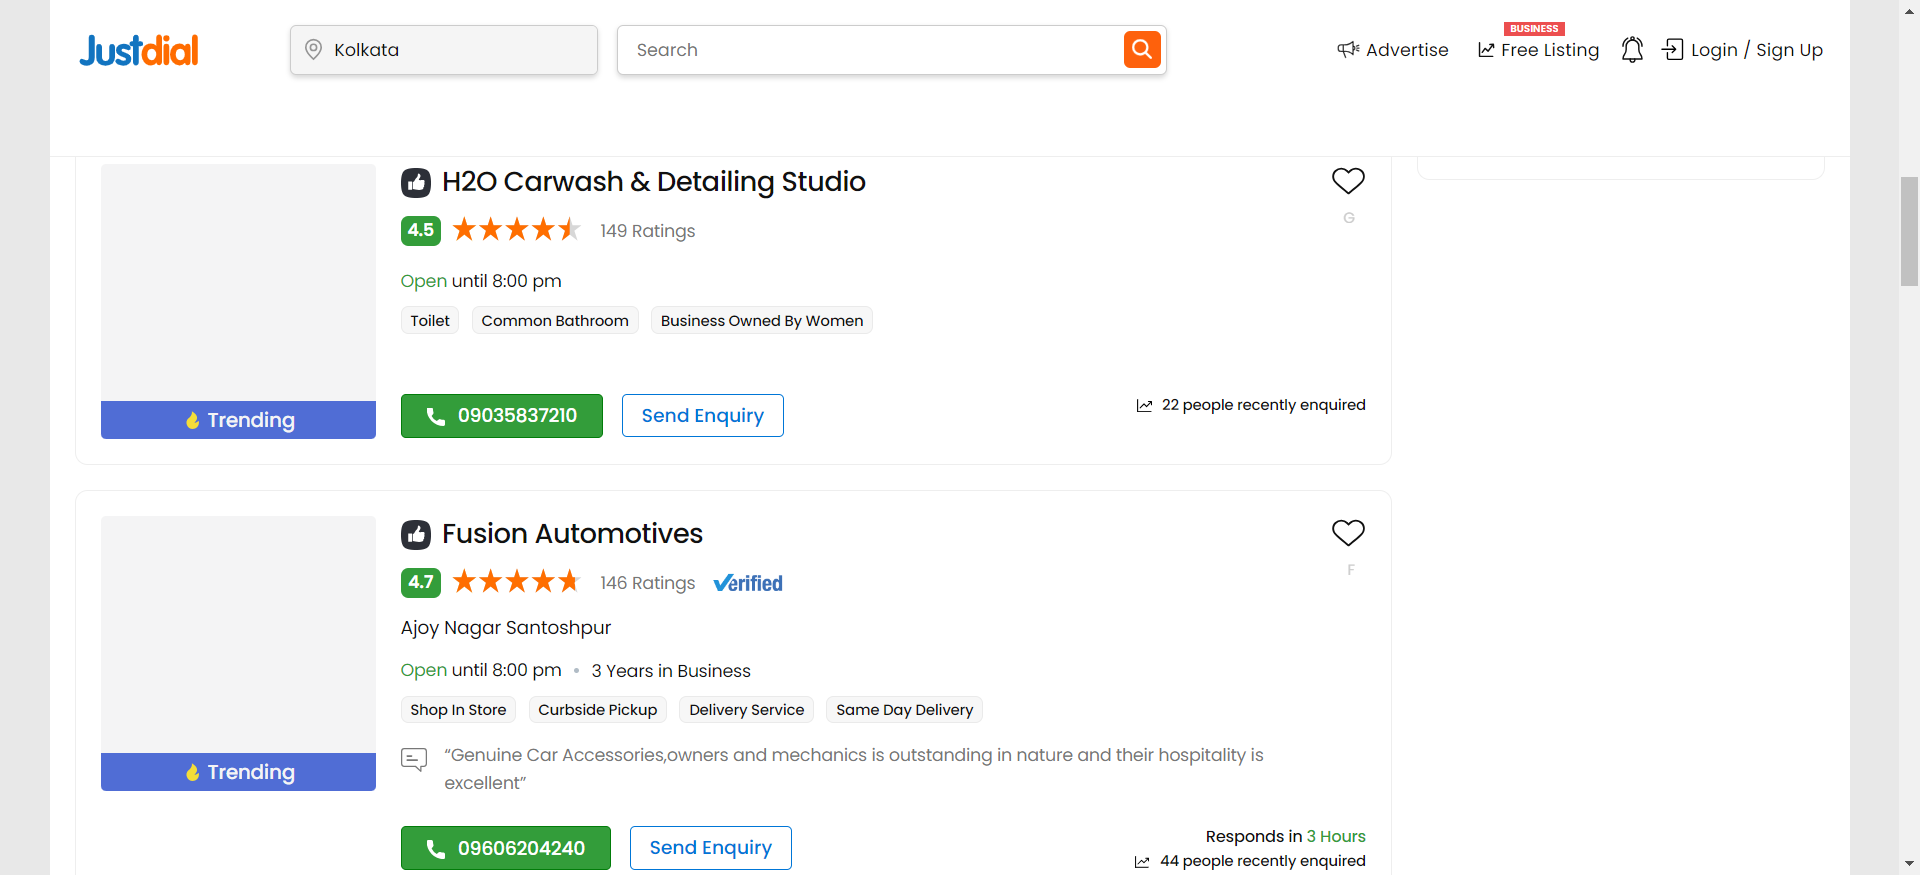 Justdial
Kolkata
Search
Advertise
BUSINESS
Free Listing
Login / Sign Up
H2O Carwash & Detailing Studio
G
4.5
149 Ratings
Open until 8:00 pm
Toilet
Common Bathroom
Business Owned By Women
Trending
09035837210
Send Enquiry
22 people recently enquired
Fusion Automotives
F
4.7
146 Ratings
Verified
Ajoy Nagar Santoshpur
Open until 8:00 pm • 3 Years in Business
Shop In Store
Curbside Pickup
Delivery Service
Same Day Delivery
“Genuine Car Accessories,owners and mechanics is outstanding in nature and their hospitality is
excellent”
Trending
09606204240
Send Enquiry
Responds in 3 Hours
44 people recently enquired